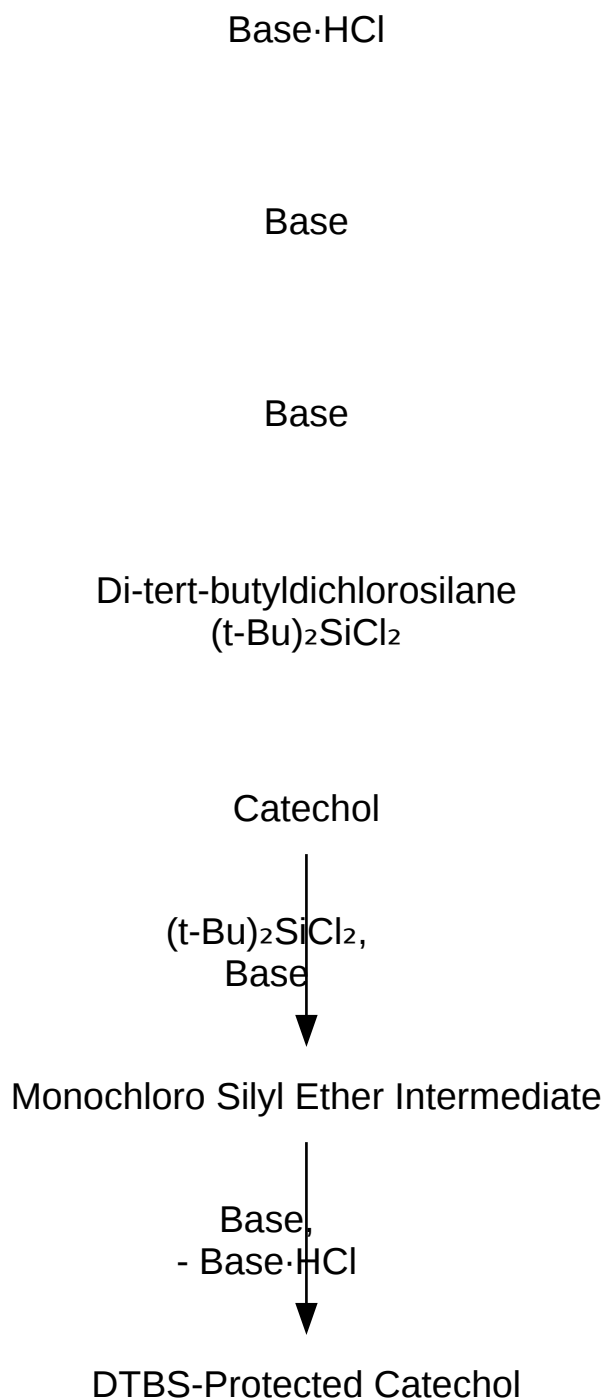 Base·HCl
Base
Base
Di-tert-butyldichlorosilane
(t-Bu)₂SiCl₂
Catechol
(t-Bu)₂SiCl₂,
Base
Monochloro Silyl Ether Intermediate
Base,
- Base·HCl
DTBS-Protected Catechol